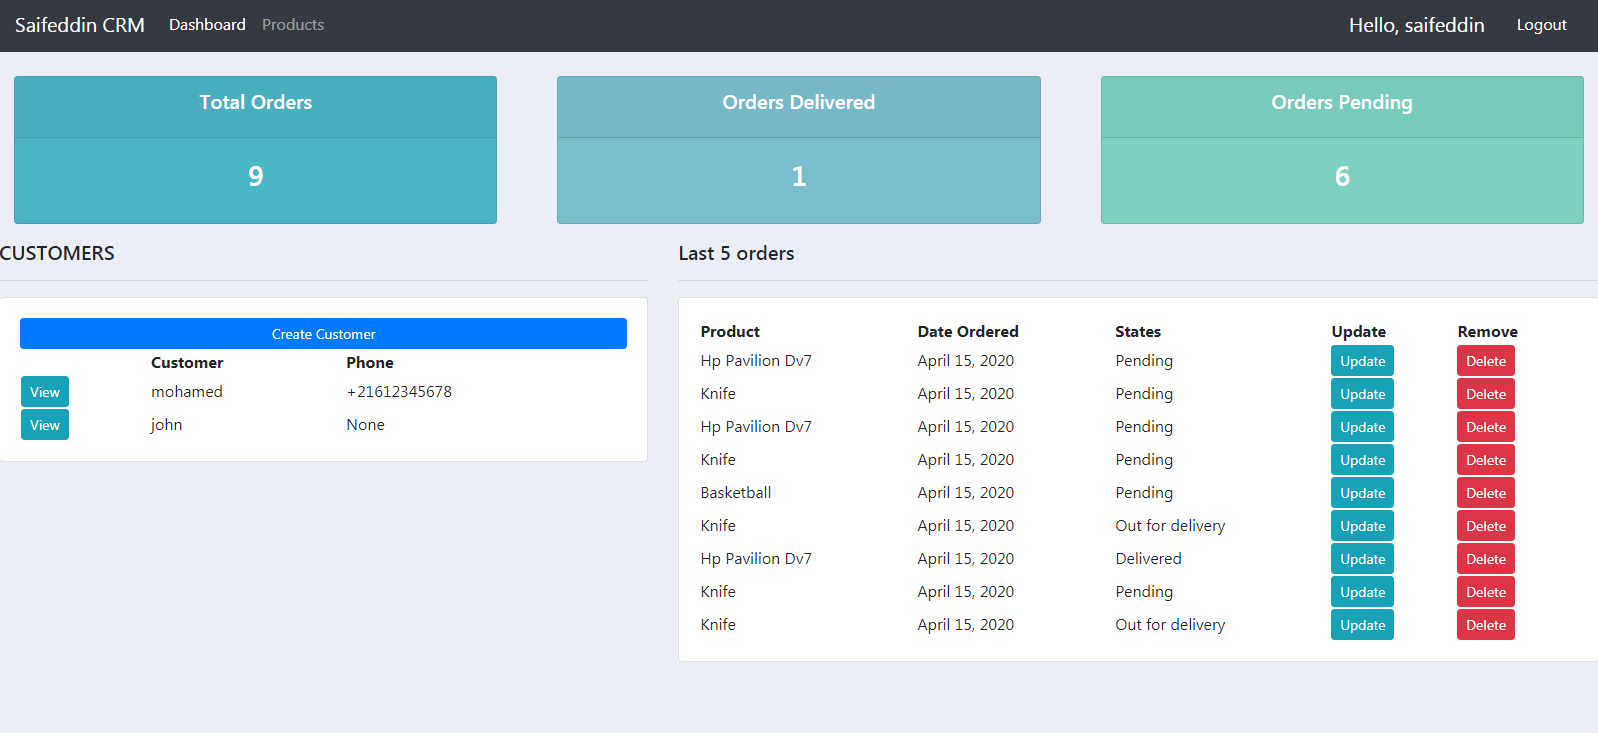 Saifeddin CRM Dashboard Products Hello, saifeddin Logout
Total Orders
9
Orders Delivered
1
Orders Pending
6
CUSTOMERS
Create Customer
Customer Phone
View mohamed +21612345678
View john None
Last 5 orders
Product Date Ordered States Update Remove
Hp Pavilion Dv7 April 15, 2020 Pending Update Delete
Knife April 15, 2020 Pending Update Delete
Hp Pavilion Dv7 April 15, 2020 Pending Update Delete
Knife April 15, 2020 Pending Update Delete
Basketball April 15, 2020 Pending Update Delete
Knife April 15, 2020 Out for delivery Update Delete
Hp Pavilion Dv7 April 15, 2020 Delivered Update Delete
Knife April 15, 2020 Pending Update Delete
Knife April 15, 2020 Out for delivery Update Delete